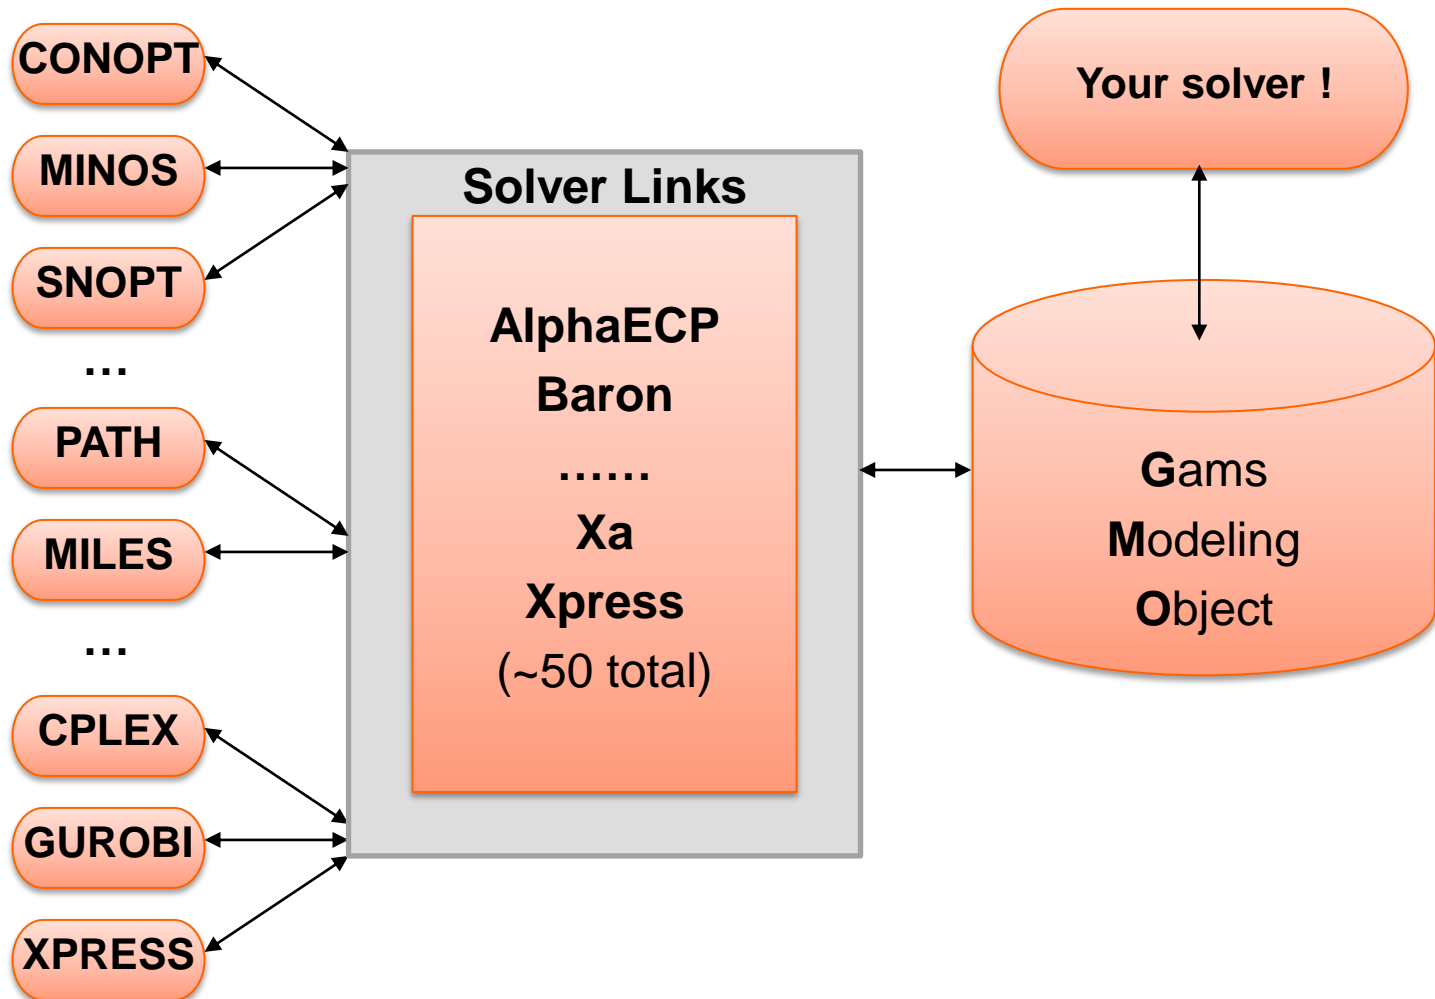 CONOPT
MINOS
SNOPT
...
PATH
MILES
...
CPLEX
GUROBI
XPRESS
Solver Links
AlphaECP
Baron
......
Xa
Xpress
(~50 total)
Your solver !
Gams
Modeling
Object